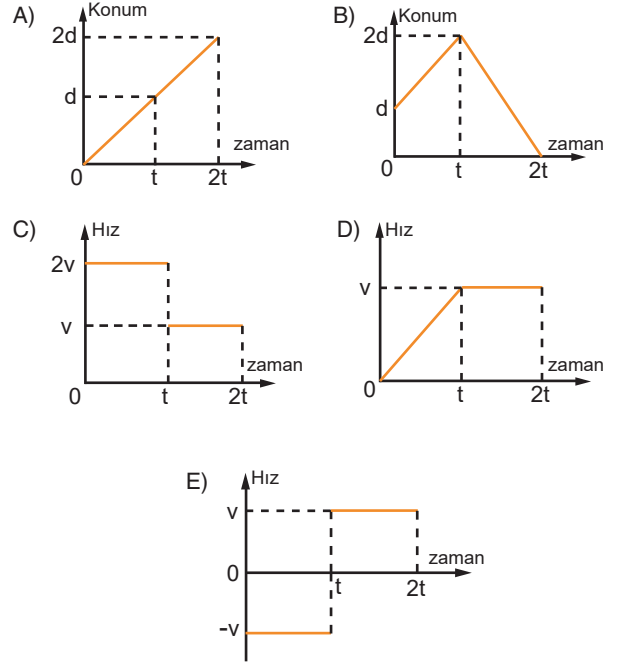 A)
Konum
2d
d
0
t
2t
zaman
B)
Konum
2d
d
0
t
2t
zaman
C)
Hız
2v
v
0
t
2t
zaman
D)
Hız
v
0
t
2t
zaman
E)
Hız
v
0
-v
t
2t
zaman